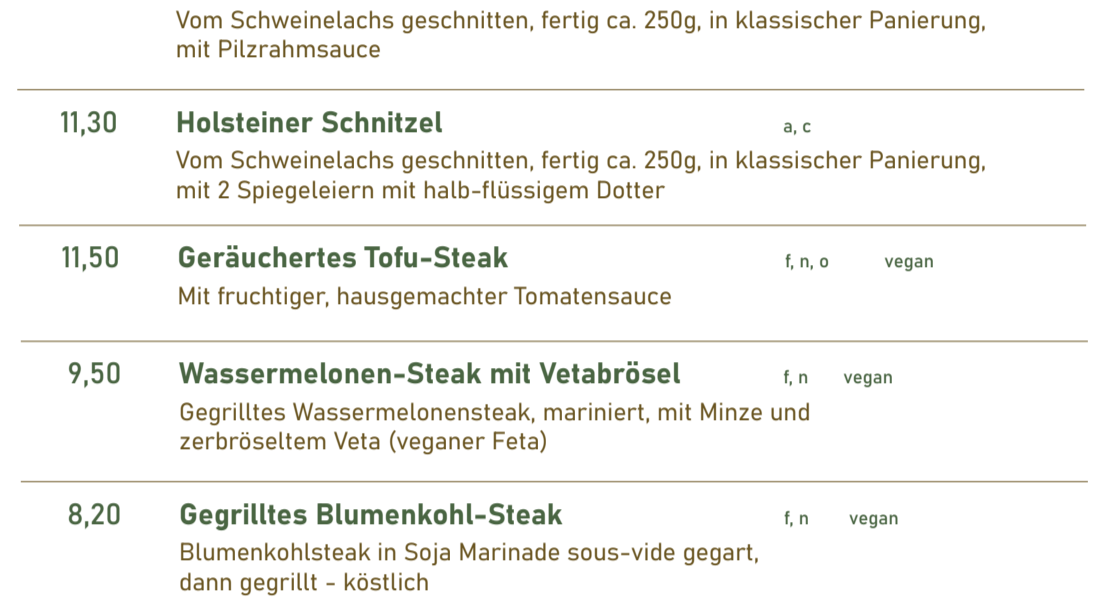 Vom Schweinelachs geschnitten, fertig ca. 250g, in klassischer Panierung,
mit Pilzrahmsauce
11,30 Holsteiner Schnitzel a, c
Vom Schweinelachs geschnitten, fertig ca. 250g, in klassischer Panierung,
mit 2 Spiegeleiern mit halb-flüssigem Dotter
11,50 Geräuchertes Tofu-Steak f, n, o vegan
Mit fruchtiger, hausgemachter Tomatensauce
9,50 Wassermelonen-Steak mit Vetabrösel f, n vegan
Gegrilltes Wassermelonensteak, mariniert, mit Minze und
zerbröseltem Veta (veganer Feta)
8,20 Gegrilltes Blumenkohl-Steak f, n vegan
Blumenkohlsteak in Soja Marinade sous-vide gegart,
dann gegrillt - köstlich